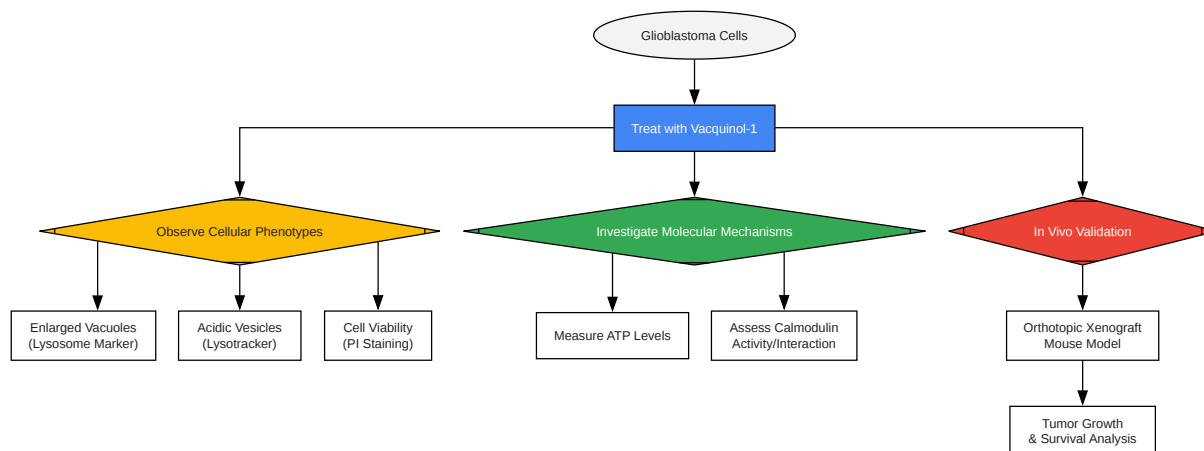 Glioblastoma Cells
Treat with Vacquinol-1
Observe Cellular Phenotypes
Investigate Molecular Mechanisms
In Vivo Validation
Enlarged Vacuoles
(Lysosome Marker)
Acidic Vesicles
(Lysotracker)
Cell Viability
(PI Staining)
Measure ATP Levels
Assess Calmodulin
Activity/Interaction
Orthotopic Xenograft
Mouse Model
Tumor Growth
& Survival Analysis